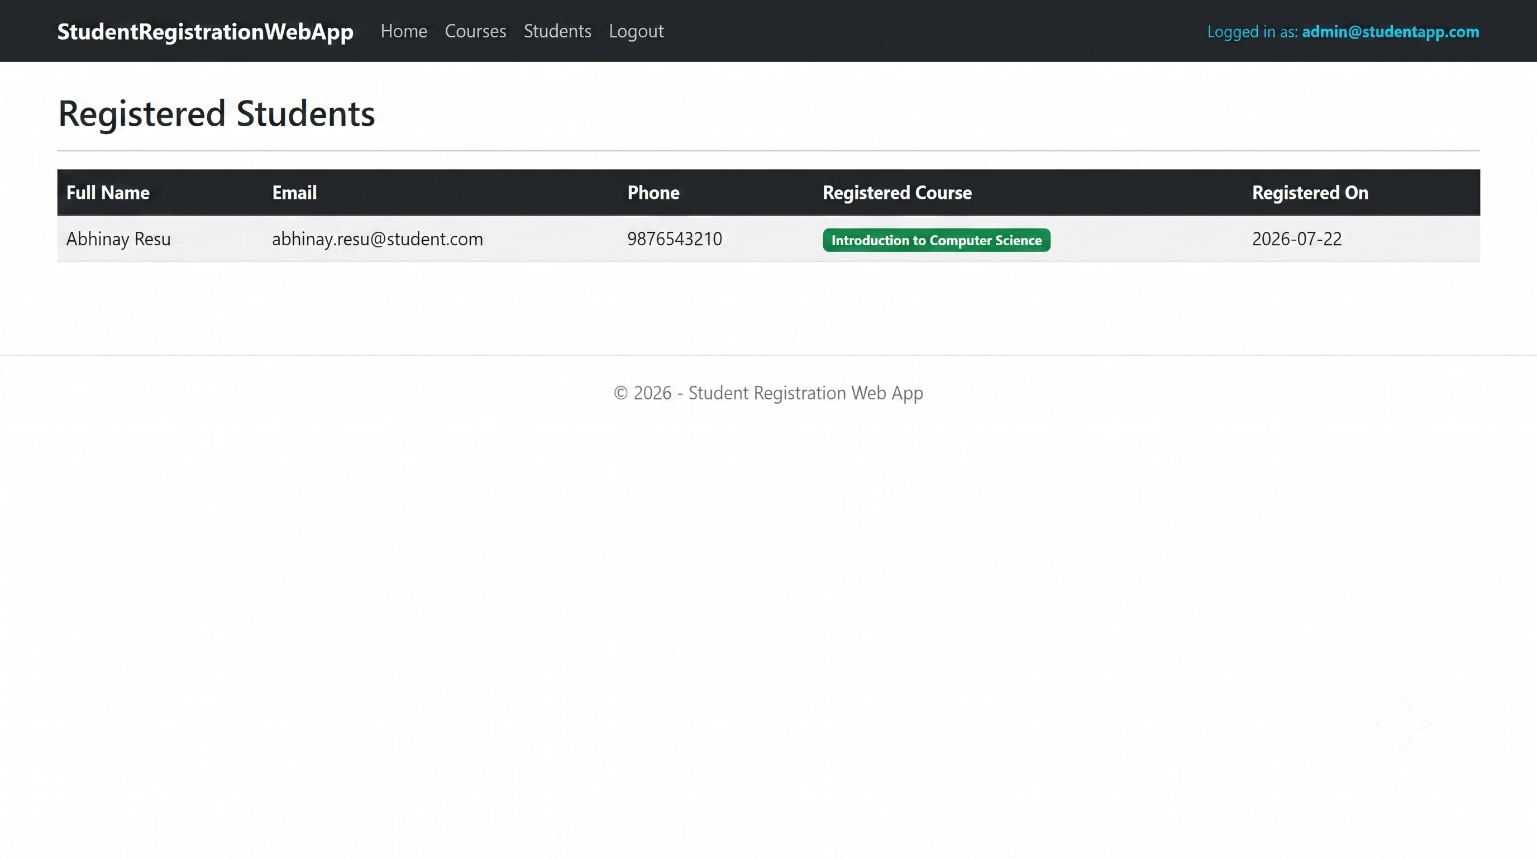 StudentRegistrationWebApp Home Courses Students Logout Logged in as: admin@studentapp.com
Registered Students
Full Name Email Phone Registered Course Registered On
Abhinay Resu abhinay.resu@student.com 9876543210 Introduction to Computer Science 2026-07-22
© 2026 - Student Registration Web App